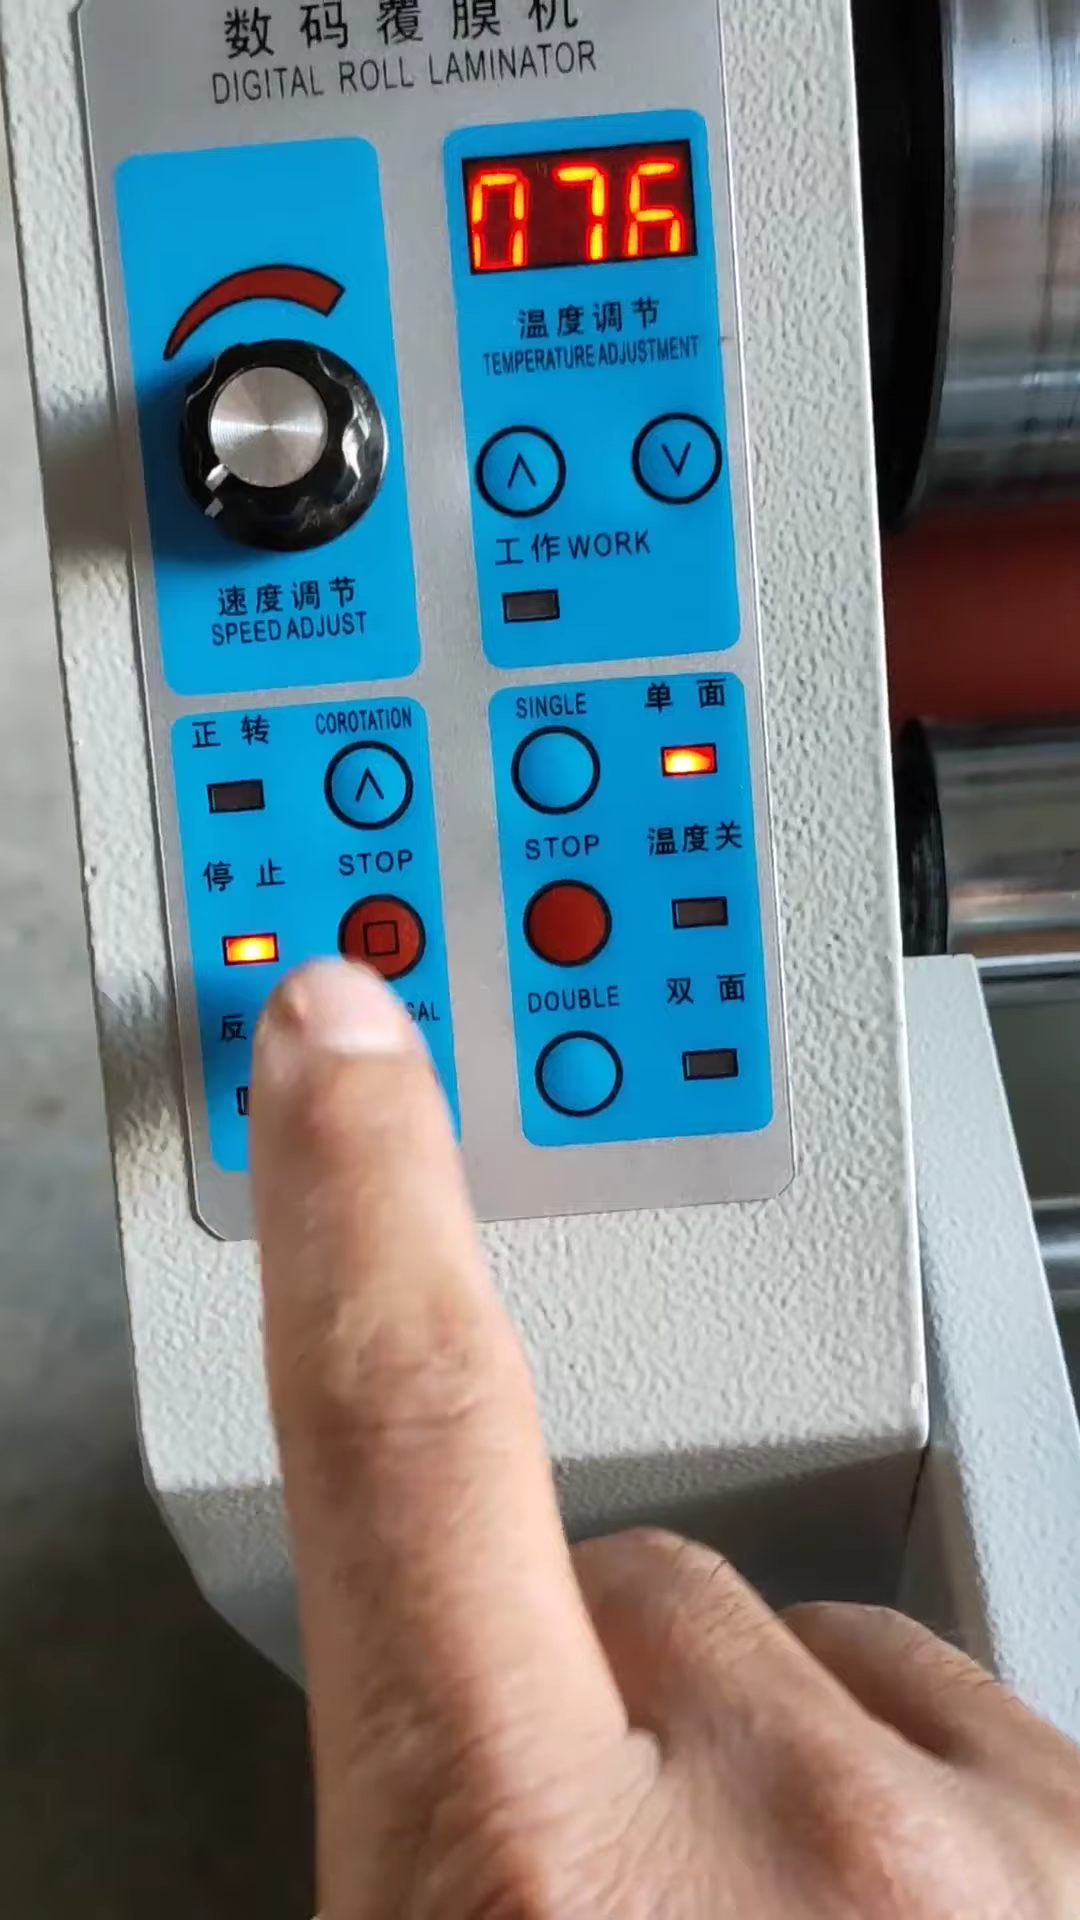 数码覆膜机
DIGITAL ROLL LAMINATOR
076
温度调节
TEMPERATURE ADJUSTMENT
工作WORK
速度调节
SPEED ADJUST
正转 COROTATION
停止 STOP
反
SAL
SINGLE 单面
STOP 温度关
DOUBLE 双面